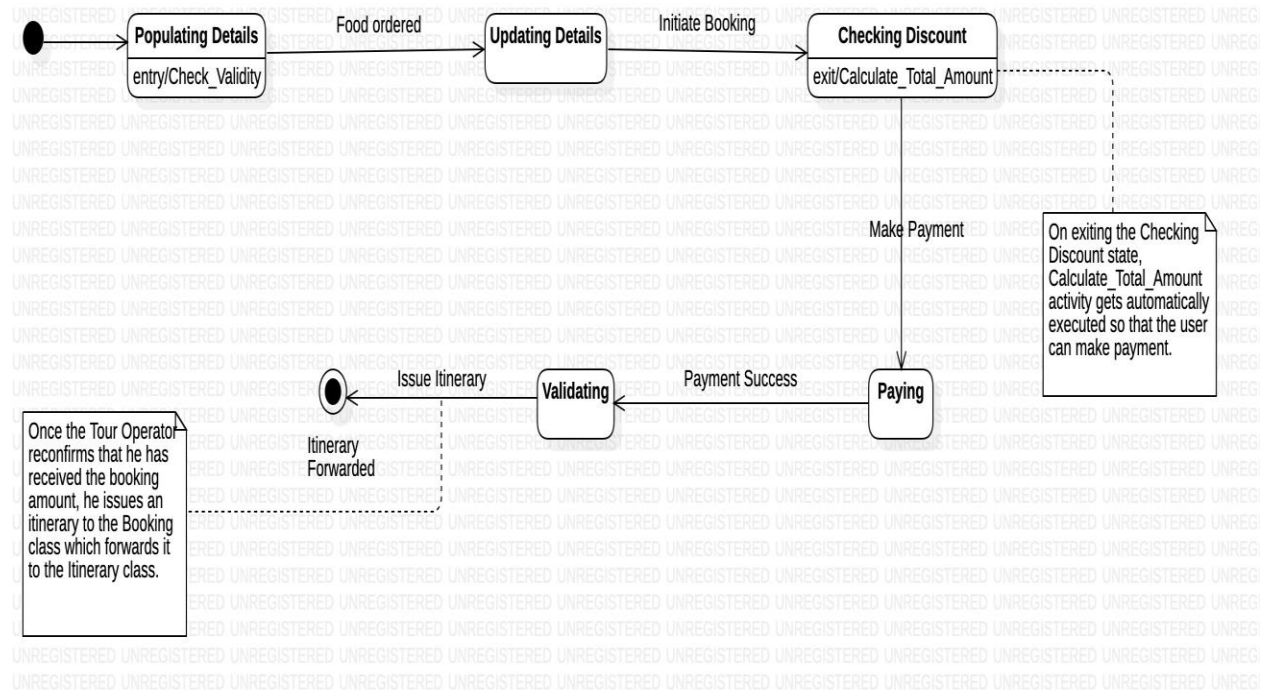 Populating Details
entry/Check_Validity
Food ordered
Updating Details
Initiate Booking
Checking Discount
exit/Calculate_Total_Amount
Make Payment
On exiting the Checking
Discount state,
Calculate_Total_Amount
activity gets automatically
executed so that the user
can make payment.
Paying
Payment Success
Validating
Issue Itinerary
Itinerary
Forwarded
Once the Tour Operator
reconfirms that he has
received the booking
amount, he issues an
itinerary to the Booking
class which forwards it
to the Itinerary class.
UNREGISTERED